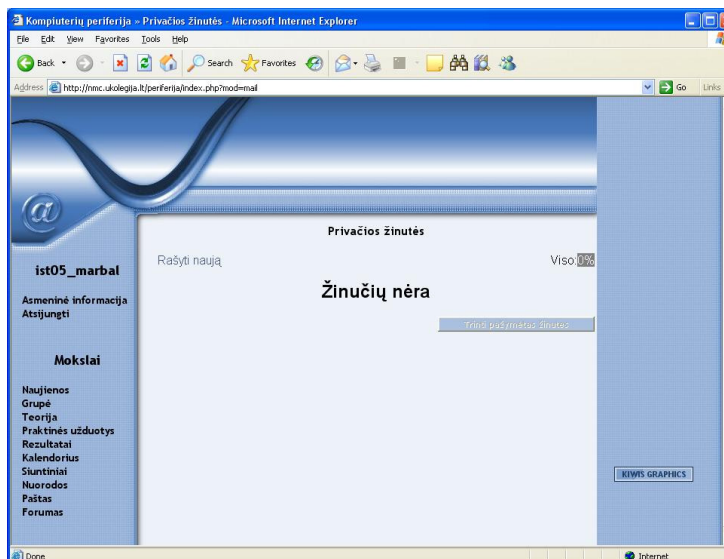 Kompiuterių periferija » Privačios žinutės - Microsoft Internet Explorer
File Edit View Favorites Tools Help
Back Search Favorites
Address http://nmc.ukolegija.lt/periferija/index.php?mod=mail Go Links
@
Privačios žinutės
ist05_marbal
Rašyti naują Viso:0%
Žinučių nėra
Asmeninė informacija
Atsijungti
Trinti pažymėtas žinutes
Mokslai
Naujienos
Grupė
Teorija
Praktinės užduotys
Rezultatai
Kalendorius
Siuntiniai
Nuorodos
Paštas
Forumas
KIWIS GRAPHICS
Done Internet